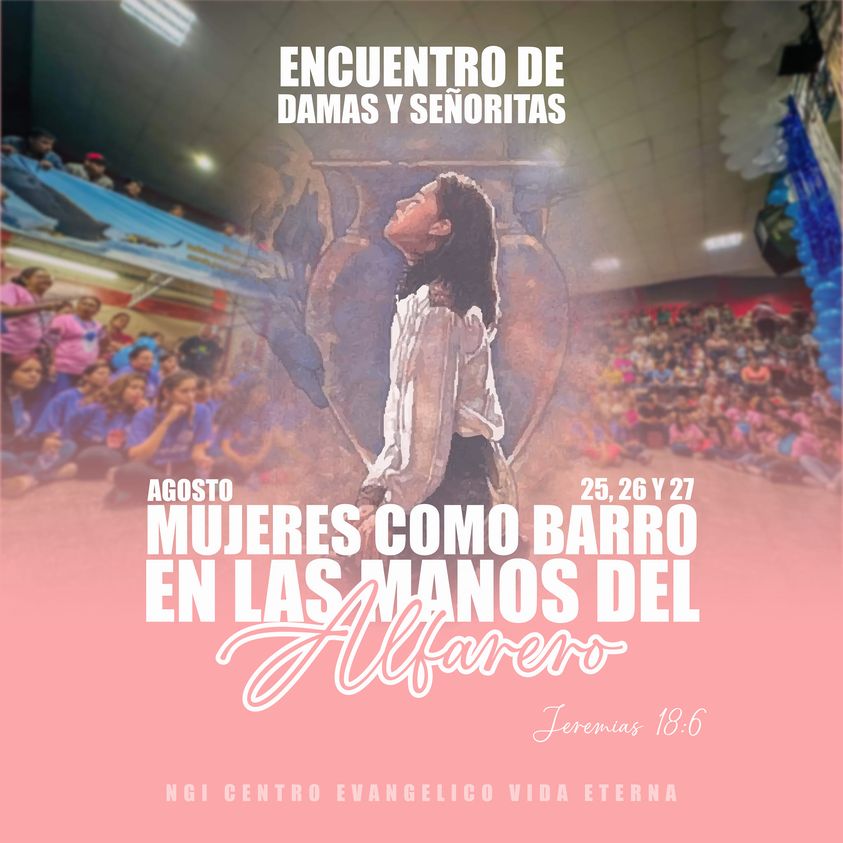 ENCUENTRO DE
DAMAS Y SEÑORITAS
AGOSTO 25, 26 Y 27
MUJERES COMO BARRO
EN LAS MANOS DEL
Alfarero
Jeremias 18:6
NGI CENTRO EVANGELICO VIDA ETERNA